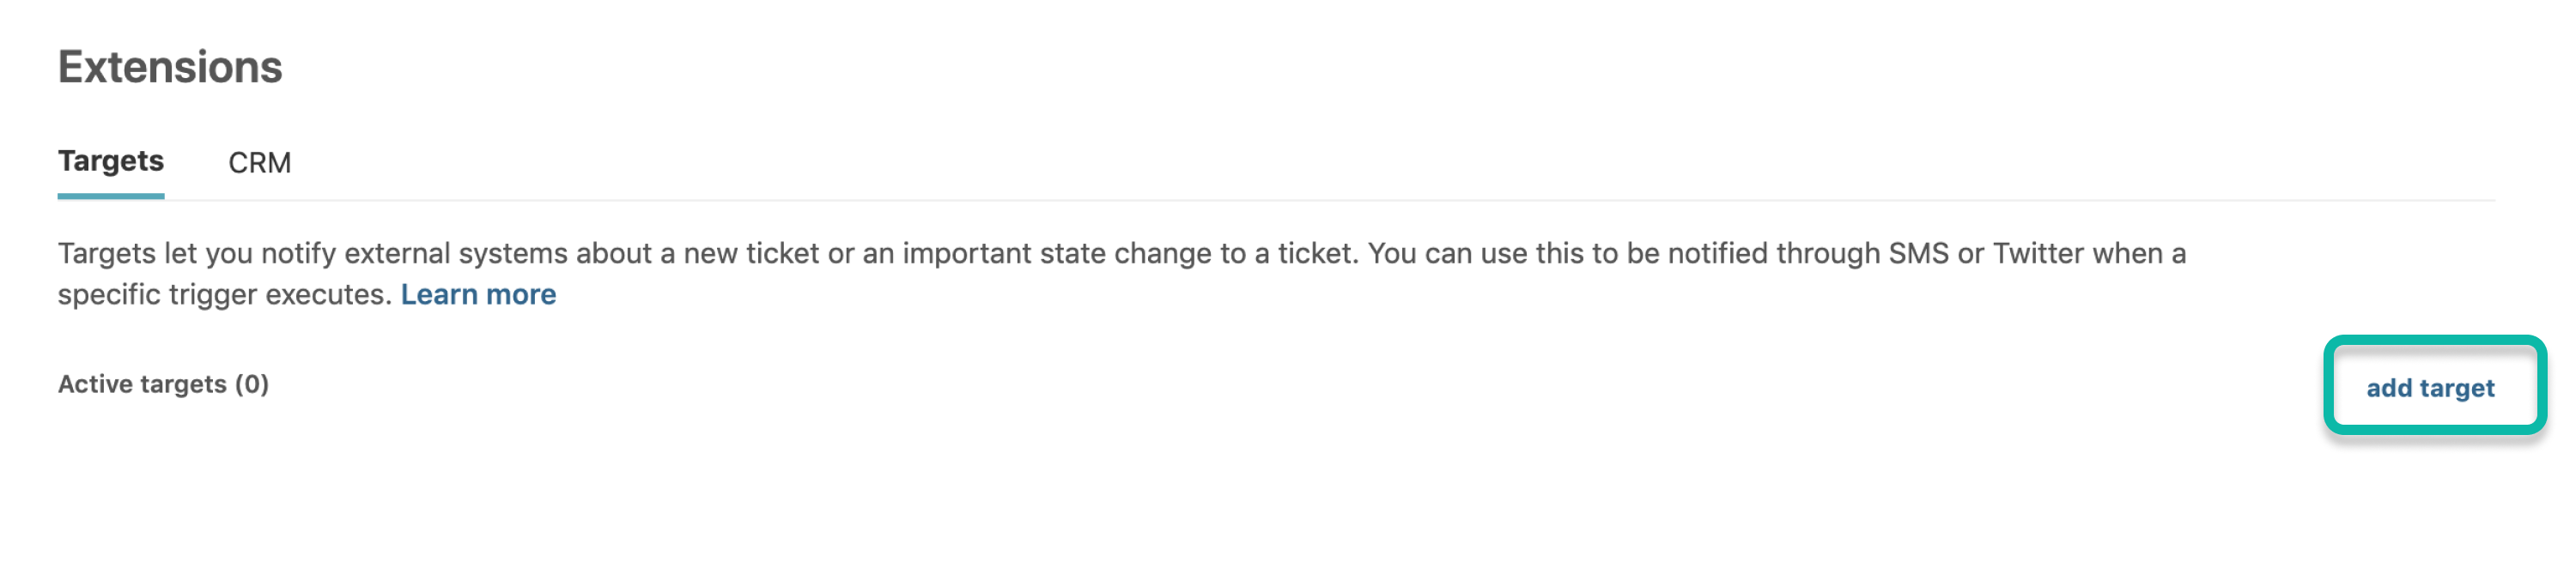 Extensions
Targets CRM
Targets let you notify external systems about a new ticket or an important state change to a ticket. You can use this to be notified through SMS or Twitter when a
specific trigger executes. Learn more
Active targets (0) add target